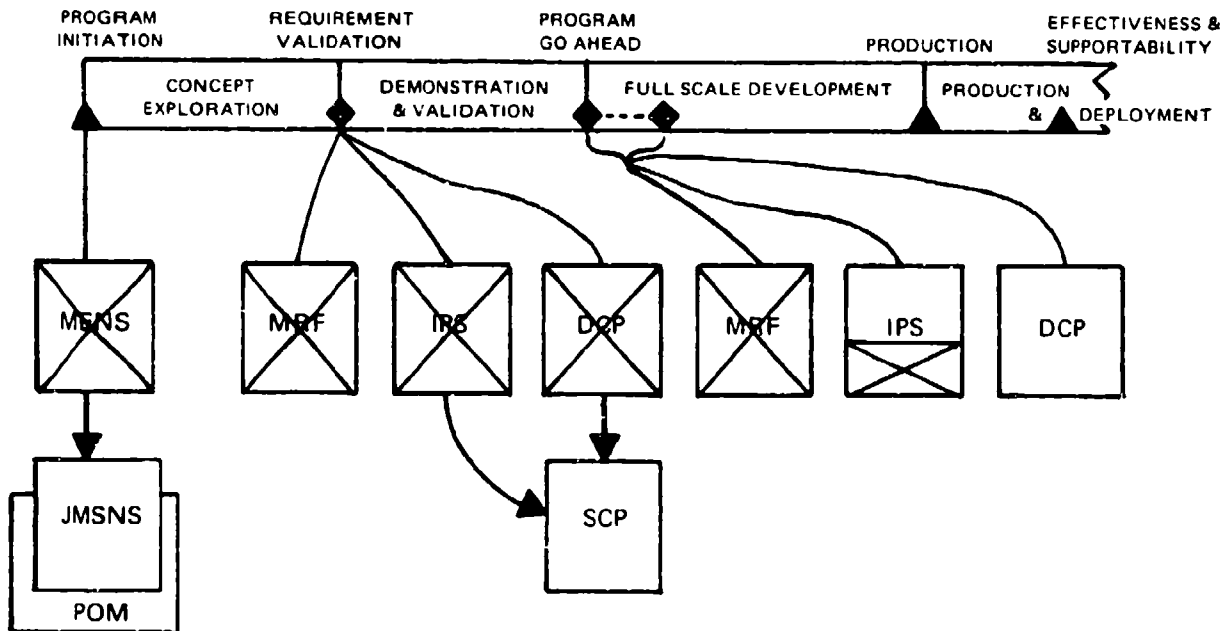 PROGRAM
INITIATION
REQUIREMENT
VALIDATION
PROGRAM
GO AHEAD
PRODUCTION
EFFECTIVENESS &
SUPPORTABILITY
CONCEPT
EXPLORATION
DEMONSTRATION
& VALIDATION
FULL SCALE DEVELOPMENT
PRODUCTION
& DEPLOYMENT
MENS
MRF
IPS
DCP
MRF
IPS
DCP
JMSNS
SCP
POM